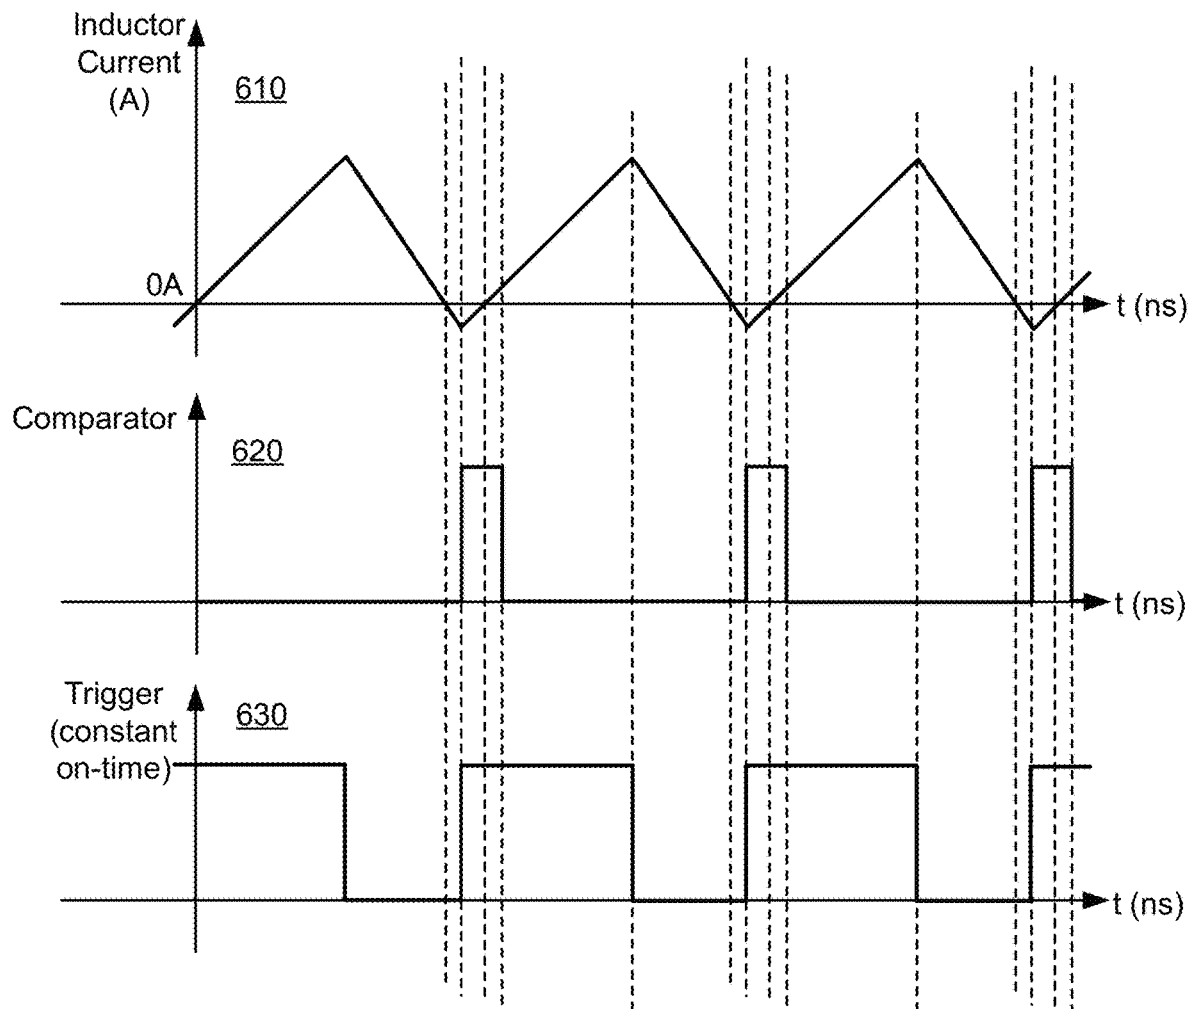 Inductor
Current
(A)
610
0A
t (ns)
Comparator
620
t (ns)
Trigger
(constant
on-time)
630
t (ns)